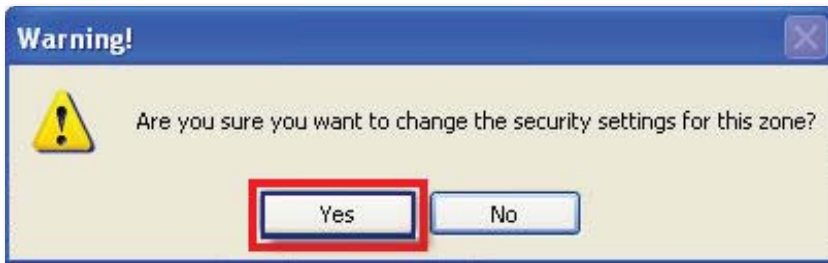 Warning!
Are you sure you want to change the security settings for this zone?
Yes No